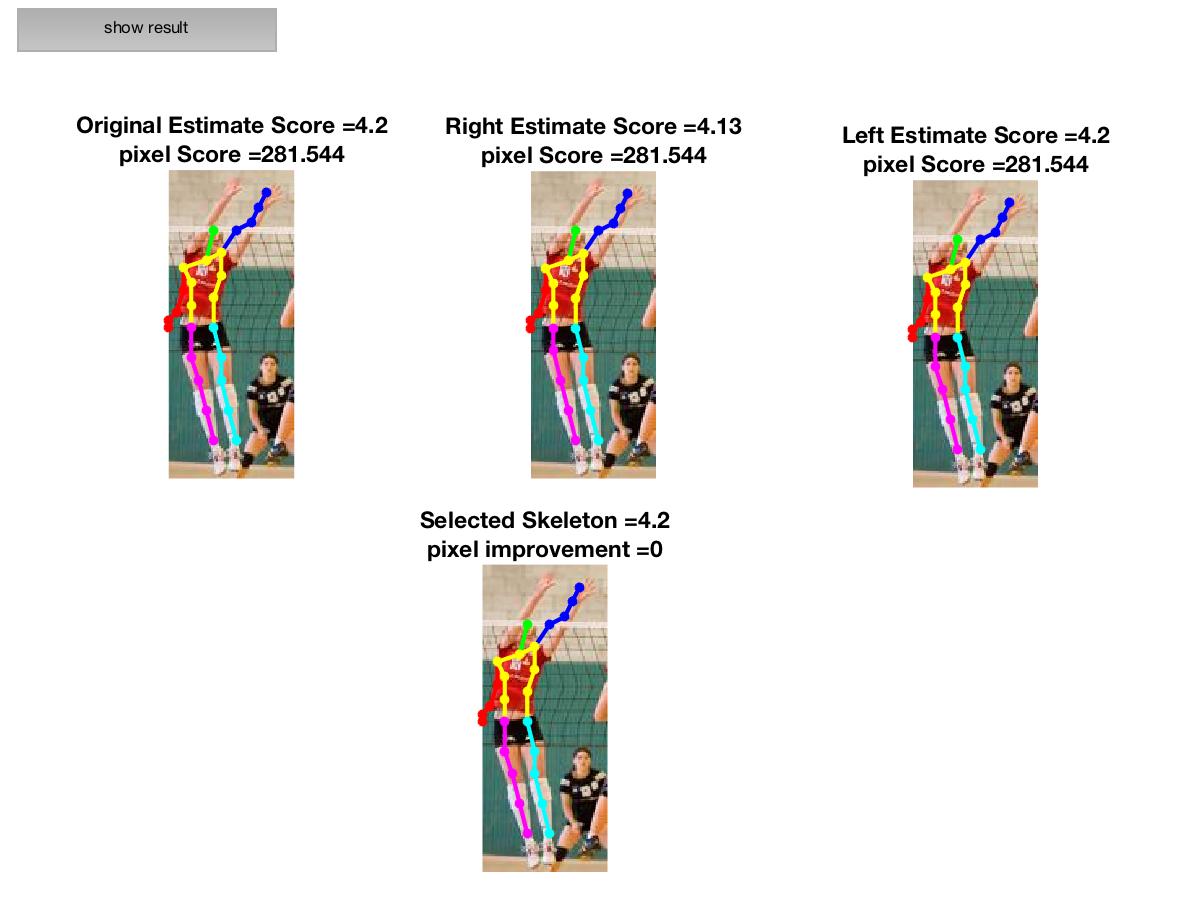 show result
Original Estimate Score =4.2
pixel Score =281.544
Right Estimate Score =4.13
pixel Score =281.544
Left Estimate Score =4.2
pixel Score =281.544
Selected Skeleton =4.2
pixel improvement =0